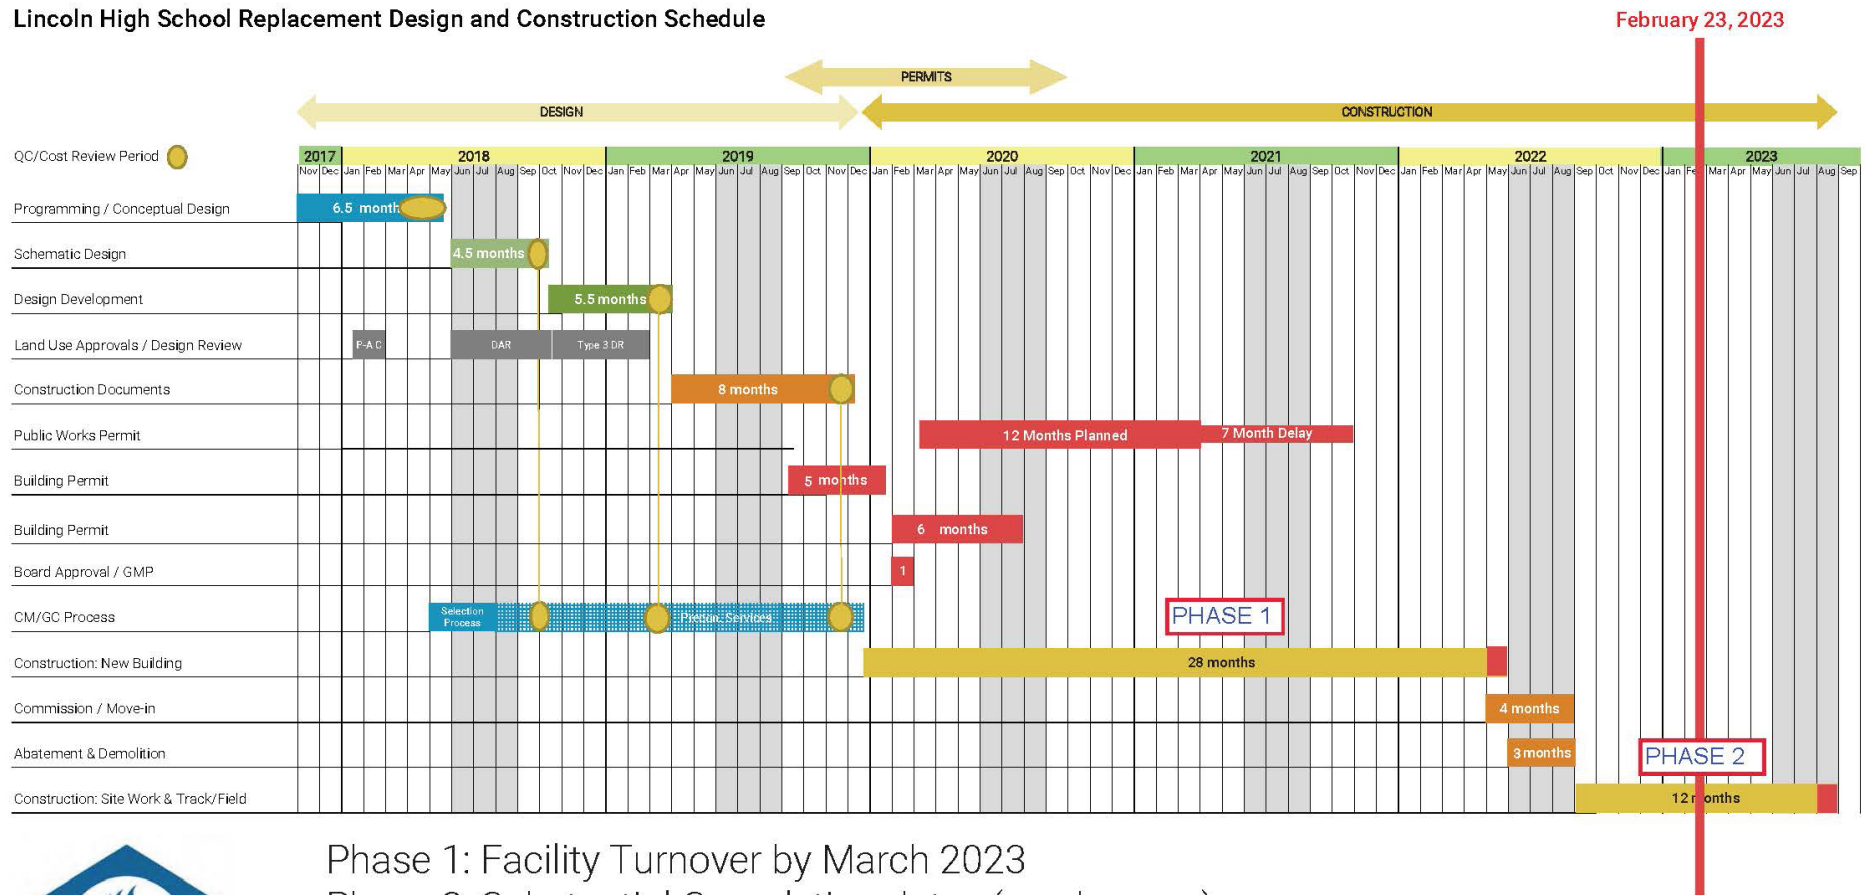 Lincoln High School Replacement Design and Construction Schedule
February 23, 2023
PERMITS
DESIGN
CONSTRUCTION
QC/Cost Review Period
2017 2018 2019 2020 2021 2022 2023
Nov Dec Jan Feb Mar Apr May Jun Jul Aug Sep Oct Nov Dec Jan Feb Mar Apr May Jun Jul Aug Sep Oct Nov Dec Jan Feb Mar Apr May Jun Jul Aug Sep Oct Nov Dec Jan Feb Mar Apr May Jun Jul Aug Sep Oct Nov Dec Jan Feb Mar Apr May Jun Jul Aug Sep Oct Nov Dec Jan Mar Apr May Jun Jul Aug Sep
Programming / Conceptual Design 6.5 month
Schematic Design 4.5 months
Design Development 5.5 months
Land Use Approvals / Design Review P-A C DAR Type 3 DR
Construction Documents 8 months
Public Works Permit 12 Months Planned 7 Month Delay
Building Permit 5 months
Building Permit 6 months
Board Approval / GMP 1
CM/GC Process Selection Process Precon. Services
PHASE 1
Construction: New Building 28 months
Commission / Move-in 4 months
Abatement & Demolition 3 months
PHASE 2
Construction: Site Work & Track/Field 12 months
Phase 1: Facility Turnover by March 2023